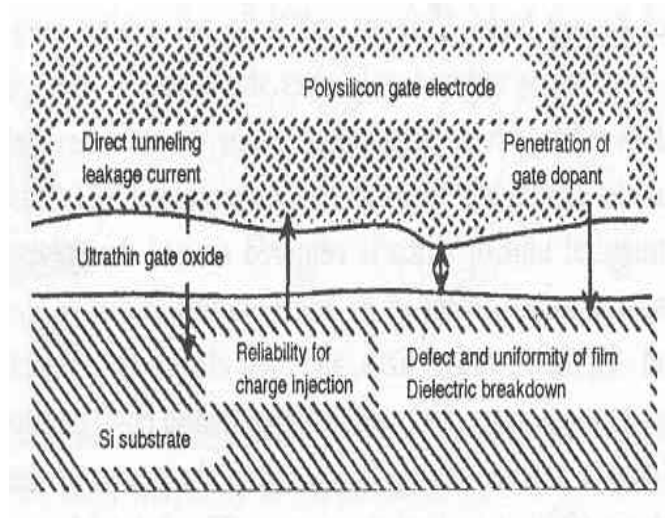 Polysilicon gate electrode
Direct tunneling
leakage current
Penetration of
gate dopant
Ultrathin gate oxide
Reliability for
charge injection
Defect and uniformity of film
Dielectric breakdown
Si substrate